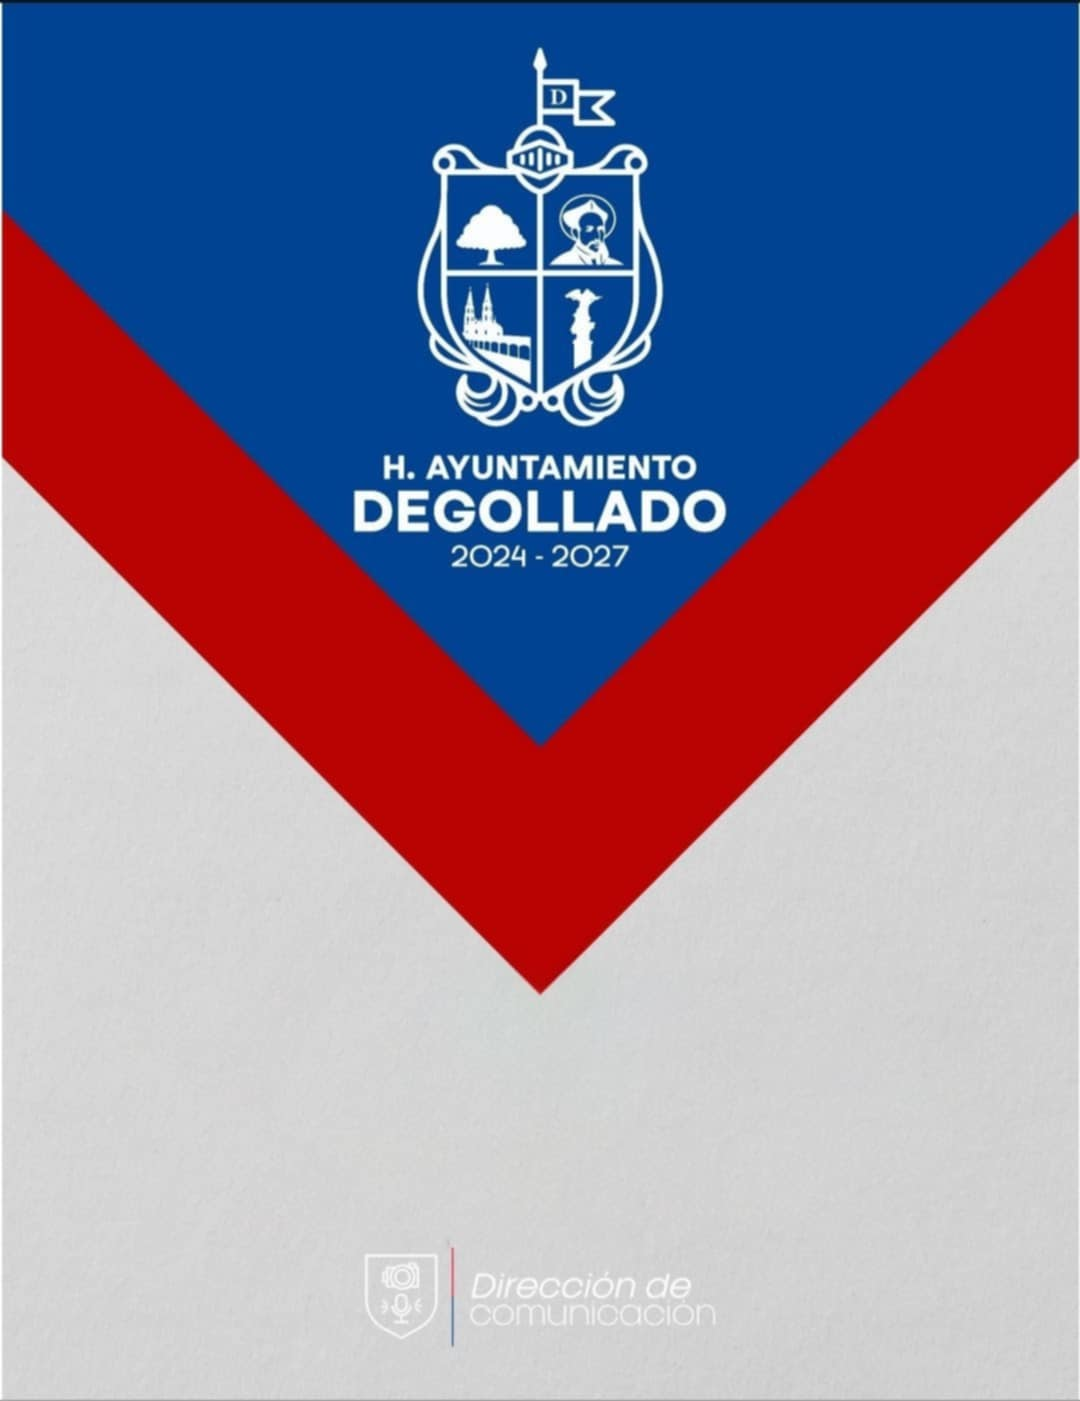 D
H. AYUNTAMIENTO
DEGOLLADO
2024 - 2027
Dirección de
comunicación